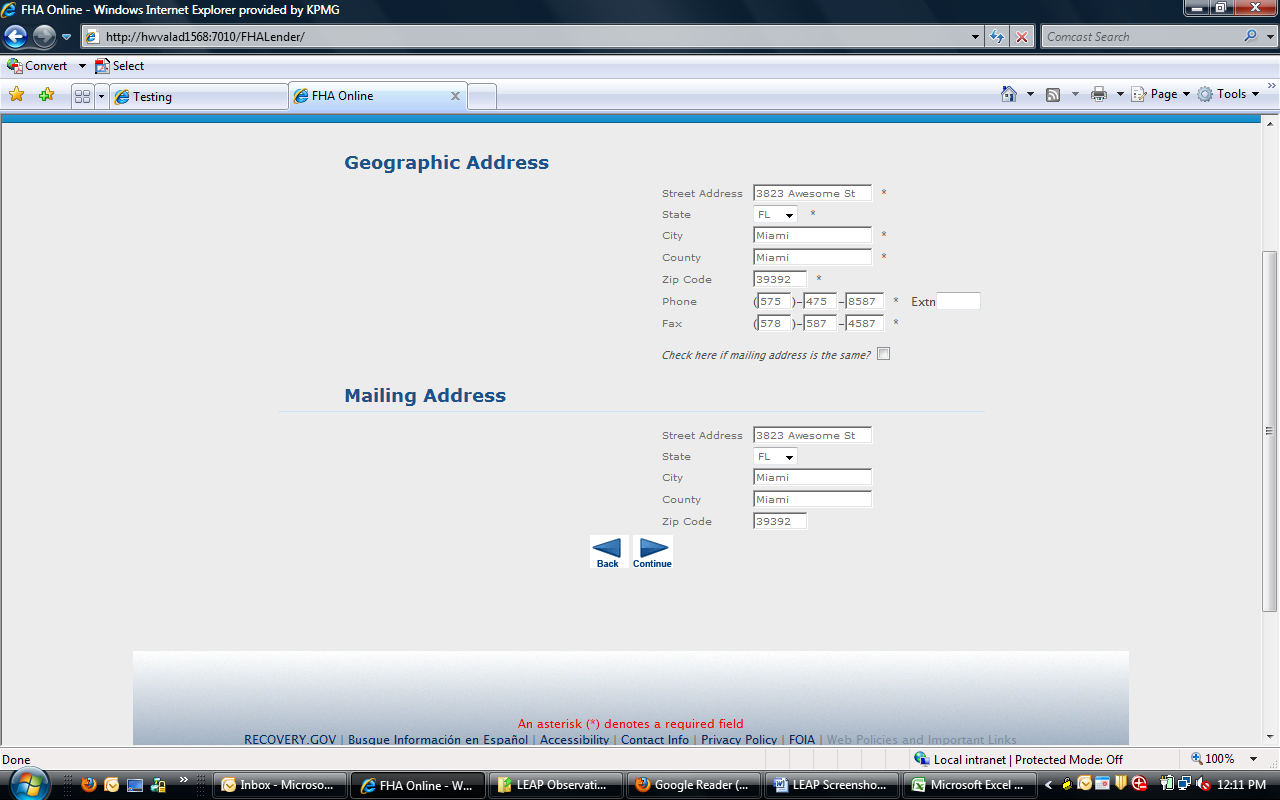 FHA Online - Windows Internet Explorer provided by KPMG
http://hwvalad1568:7010/FHALender/
Comcast Search
Convert Select
Testing FHA Online Page Tools
Geographic Address
Street Address 3823 Awesome St *
State FL *
City Miami *
County Miami *
Zip Code 39392 *
Phone (575)-475-8587 * Extn
Fax (578)-587-4587 *
Check here if mailing address is the same?
Mailing Address
Street Address 3823 Awesome St
State FL
City Miami
County Miami
Zip Code 39392
Back Continue
An asterisk (*) denotes a required field
RECOVERY.GOV | Busque Información en Español | Accessibility | Contact Info | Privacy Policy | FOIA | Web Policies and Important Links
Done Local intranet | Protected Mode: Off 100%
Inbox - Microso... FHA Online - W... LEAP Observati... Google Reader (... LEAP Screensho... Microsoft Excel ... 12:11 PM